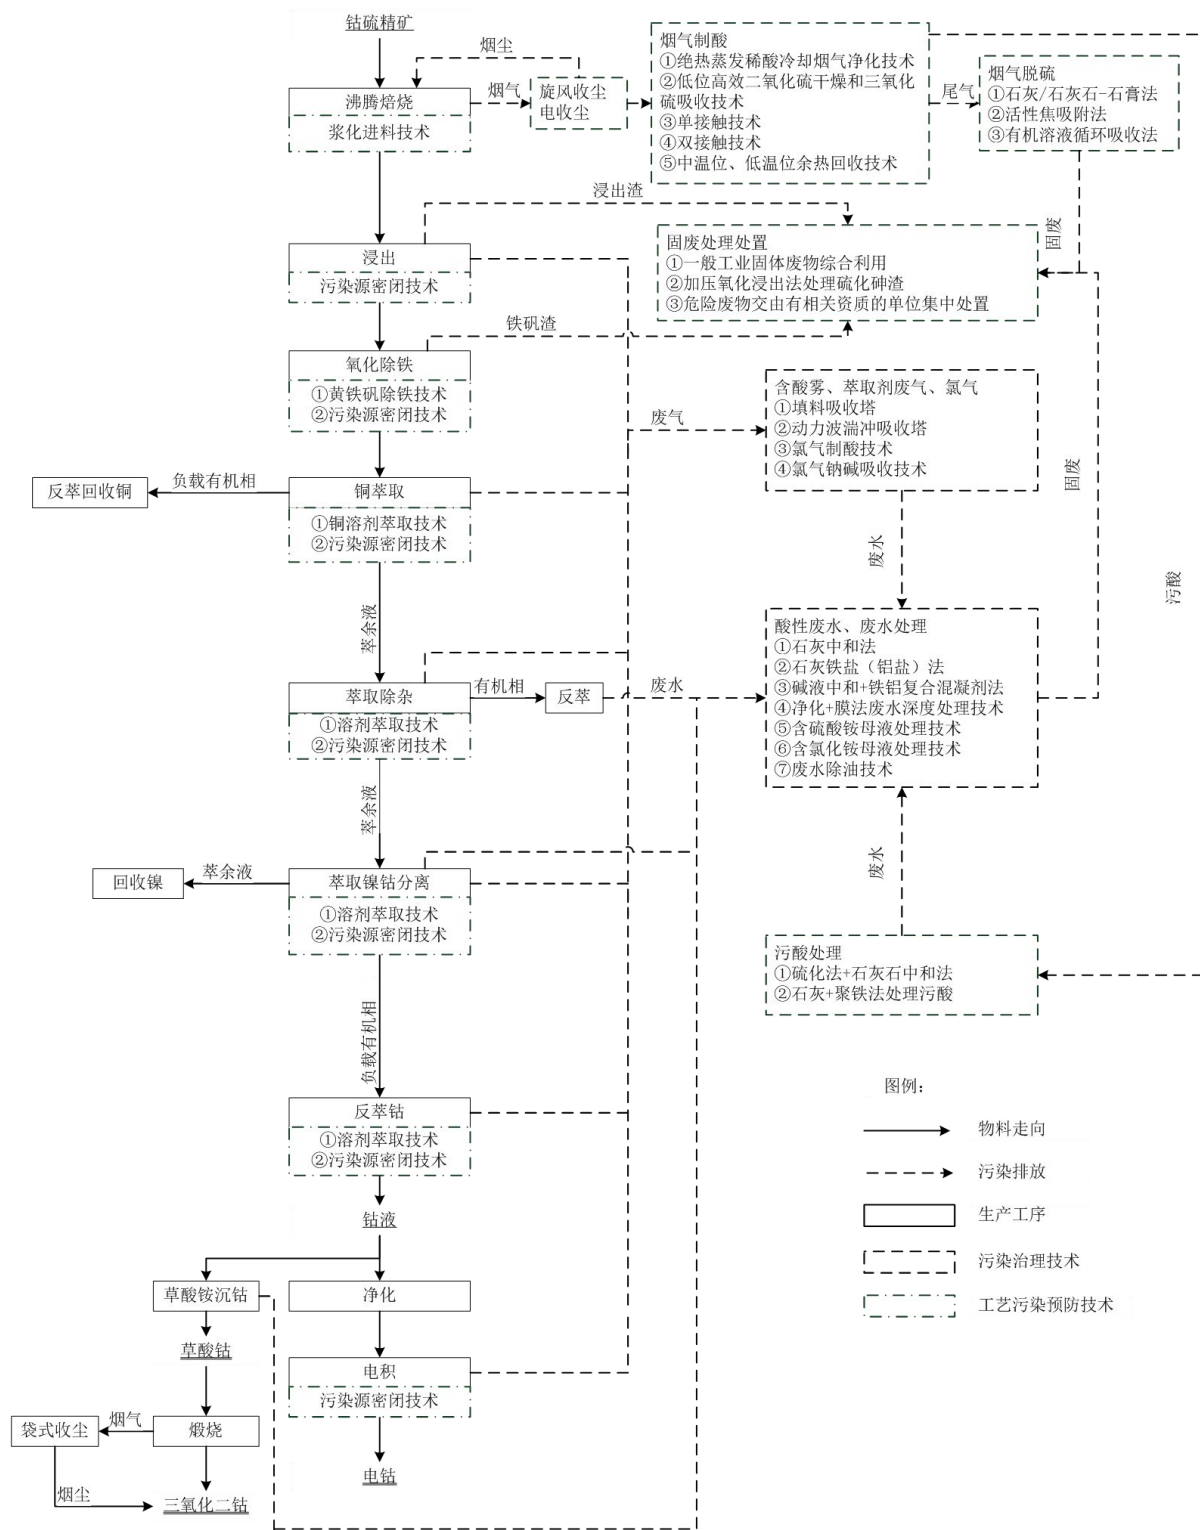 钴硫精矿
烟尘
沸腾焙烧
浆化进料技术
烟气
旋风收尘
电收尘
烟气制酸
①绝热蒸发稀酸冷却烟气净化技术
②低位高效二氧化硫干燥和三氧化
硫吸收技术
③单接触技术
④双接触技术
⑤中温位、低温位余热回收技术
尾气
烟气脱硫
①石灰/石灰石-石膏法
②活性焦吸附法
③有机溶液循环吸收法
浸出渣
固废
浸出
污染源密闭技术
固废处理处置
①一般工业固体废物综合利用
②加压氧化浸出法处理硫化砷渣
③危险废物交由有相关资质的单位集中处置
铁矾渣
氧化除铁
①黄铁矾除铁技术
②污染源密闭技术
废气
含酸雾、萃取剂废气、氯气
①填料吸收塔
②动力波湍冲吸收塔
③氯气制酸技术
④氯气钠碱吸收技术
固废
反萃回收铜
负载有机相
铜萃取
①铜溶剂萃取技术
②污染源密闭技术
废水
污酸
萃余液
酸性废水、废水处理
①石灰中和法
②石灰铁盐（铝盐）法
③碱液中和+铁铝复合混凝剂法
④净化+膜法废水深度处理技术
⑤含硫酸铵母液处理技术
⑥含氯化铵母液处理技术
⑦废水除油技术
萃取除杂
①溶剂萃取技术
②污染源密闭技术
有机相
反萃
废水
萃余液
废水
回收镍
萃余液
萃取镍钴分离
①溶剂萃取技术
②污染源密闭技术
污酸处理
①硫化法+石灰石中和法
②石灰+聚铁法处理污酸
负载有机相
反萃钴
①溶剂萃取技术
②污染源密闭技术
钴液
图例：
物料走向
污染排放
生产工序
污染治理技术
工艺污染预防技术
草酸铵沉钴
净化
草酸钴
电积
污染源密闭技术
袋式收尘
烟气
煅烧
电钴
烟尘
三氧化二钴